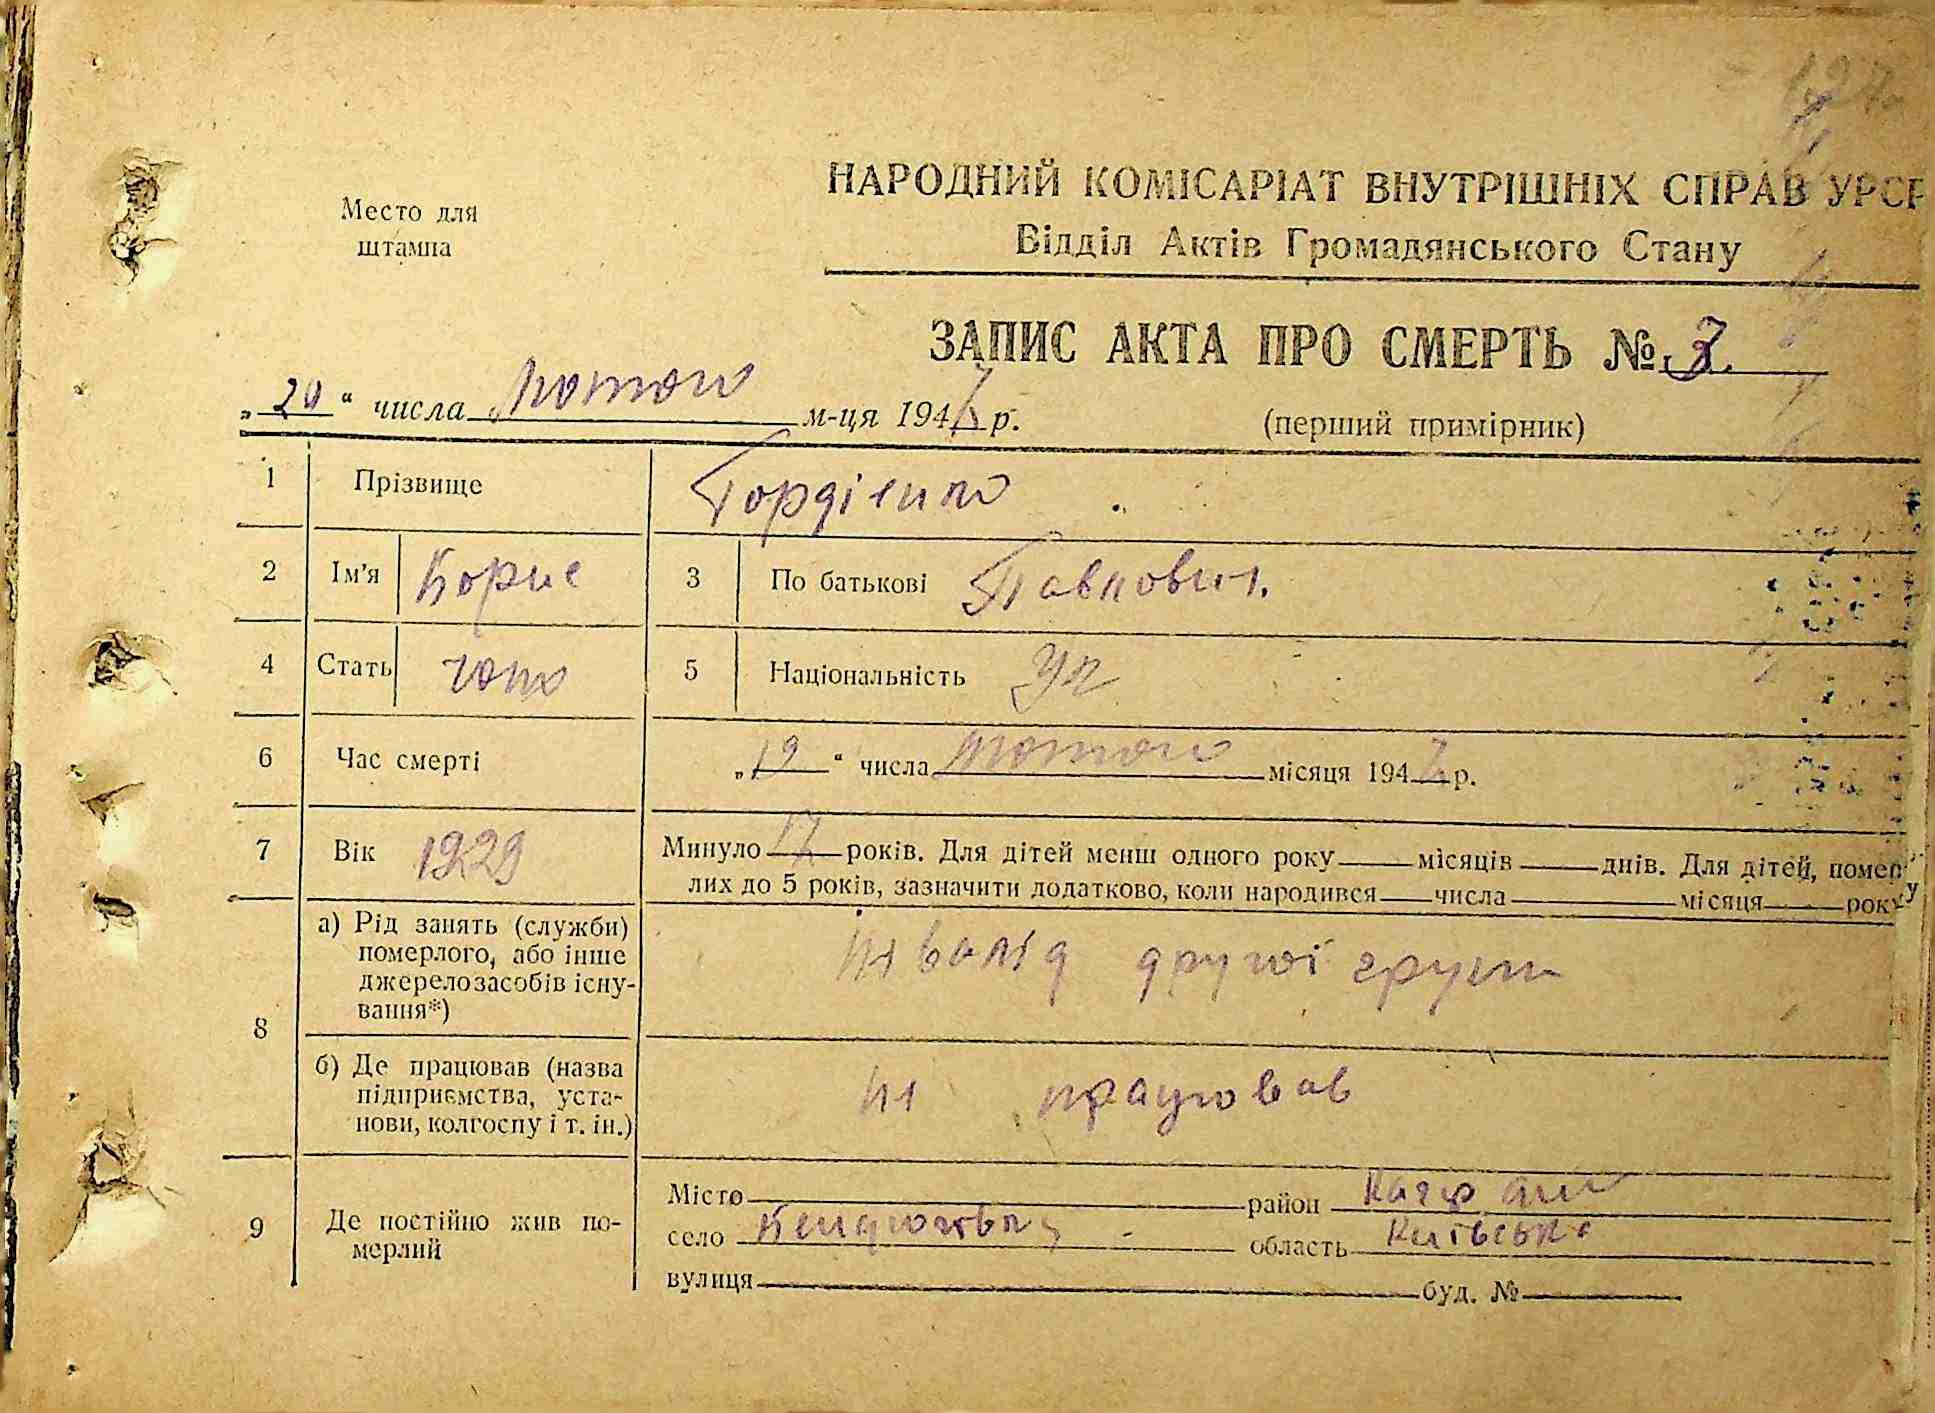 Место для
штампа
НАРОДНИЙ КОМІСАРІАТ ВНУТРІШНІХ СПРАВ УРСР
Відділ Актів Громадянського Стану
ЗАПИС АКТА ПРО СМЕРТЬ №
„ “ числа лютого м-ця 1947 р.
(перший примірник)
1 Прізвище Гордієнко
2 Ім'я Борис 3 По батькові Павлович.
4 Стать чол 5 Національність Ук
6 Час смерті „19“ числа лютого місяця 1947 р.
7 Вік 1929 Минуло 17 років. Для дітей менш одного року місяців днів. Для дітей, помер-
лих до 5 років, зазначити додатково, коли народився числа місяця року
8 а) Рід занять (служби)
померлого, або інше
джерело засобів існу-
вання*)
інвалід другої групи
б) Де працював (назва
підприємства, уста-
нови, колгоспу і т. ін.)
не працював
9 Де постійно жив по-
мерлий
Місто район
село область Київська
вулиця буд. №